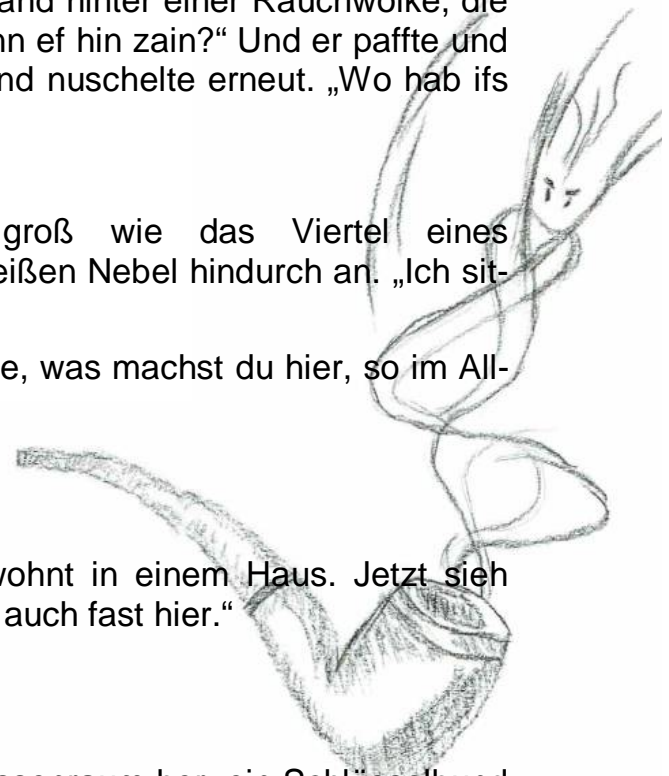 and hinter einer Rauchwolke, die
nn ef hin zain?“ Und er paffte und
nd nuschelte erneut. „Wo hab ifs
groß wie das Viertel eines
eißen Nebel hindurch an. „Ich sit-
e, was machst du hier, so im All-
wohnt in einem Haus. Jetzt sieh
auch fast hier.“